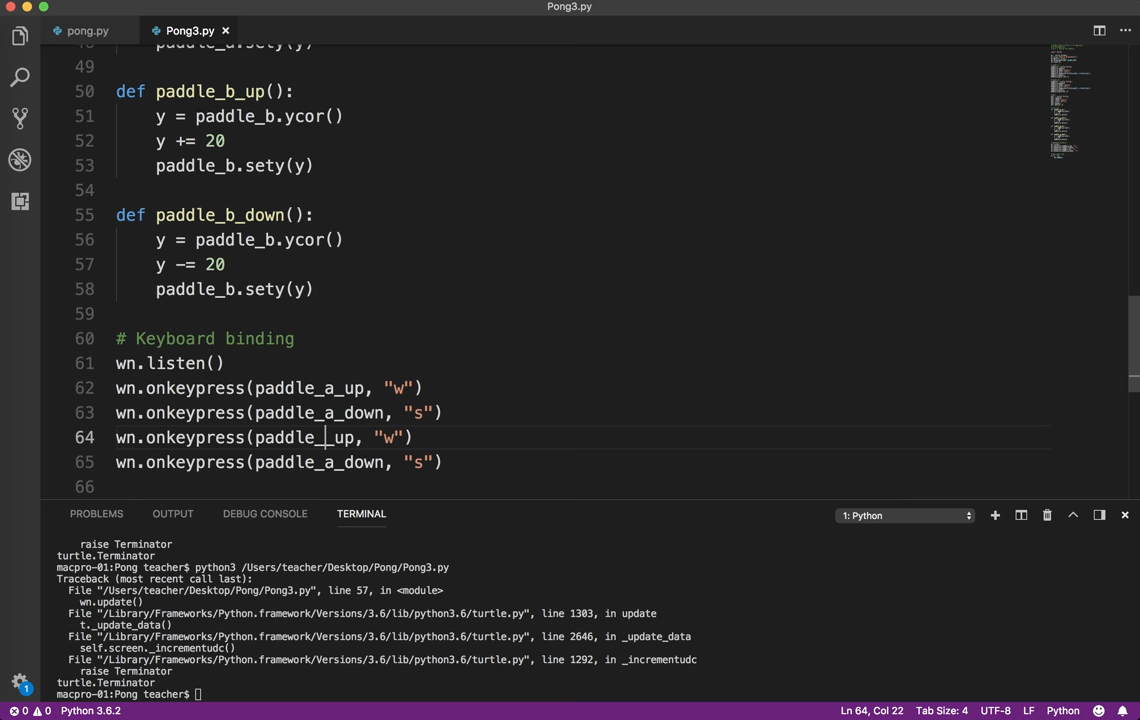 Pong3.py
pong.py
Pong3.py ×
48 paddle_a.sety(y)
49
50 def paddle_b_up():
51 y = paddle_b.ycor()
52 y += 20
53 paddle_b.sety(y)
54
55 def paddle_b_down():
56 y = paddle_b.ycor()
57 y -= 20
58 paddle_b.sety(y)
59
60 # Keyboard binding
61 wn.listen()
62 wn.onkeypress(paddle_a_up, "w")
63 wn.onkeypress(paddle_a_down, "s")
64 wn.onkeypress(paddle__up, "w")
65 wn.onkeypress(paddle_a_down, "s")
66
PROBLEMS OUTPUT DEBUG CONSOLE TERMINAL 1: Python
raise Terminator
turtle.Terminator
macpro-01:Pong teacher$ python3 /Users/teacher/Desktop/Pong/Pong3.py
Traceback (most recent call last):
File "/Users/teacher/Desktop/Pong/Pong3.py", line 57, in <module>
wn.update()
File "/Library/Frameworks/Python.framework/Versions/3.6/lib/python3.6/turtle.py", line 1303, in update
t._update_data()
File "/Library/Frameworks/Python.framework/Versions/3.6/lib/python3.6/turtle.py", line 2646, in _update_data
self.screen._incrementudc()
File "/Library/Frameworks/Python.framework/Versions/3.6/lib/python3.6/turtle.py", line 1292, in _incrementudc
raise Terminator
turtle.Terminator
macpro-01:Pong teacher$
1
0 0 Python 3.6.2 Ln 64, Col 22 Tab Size: 4 UTF-8 LF Python